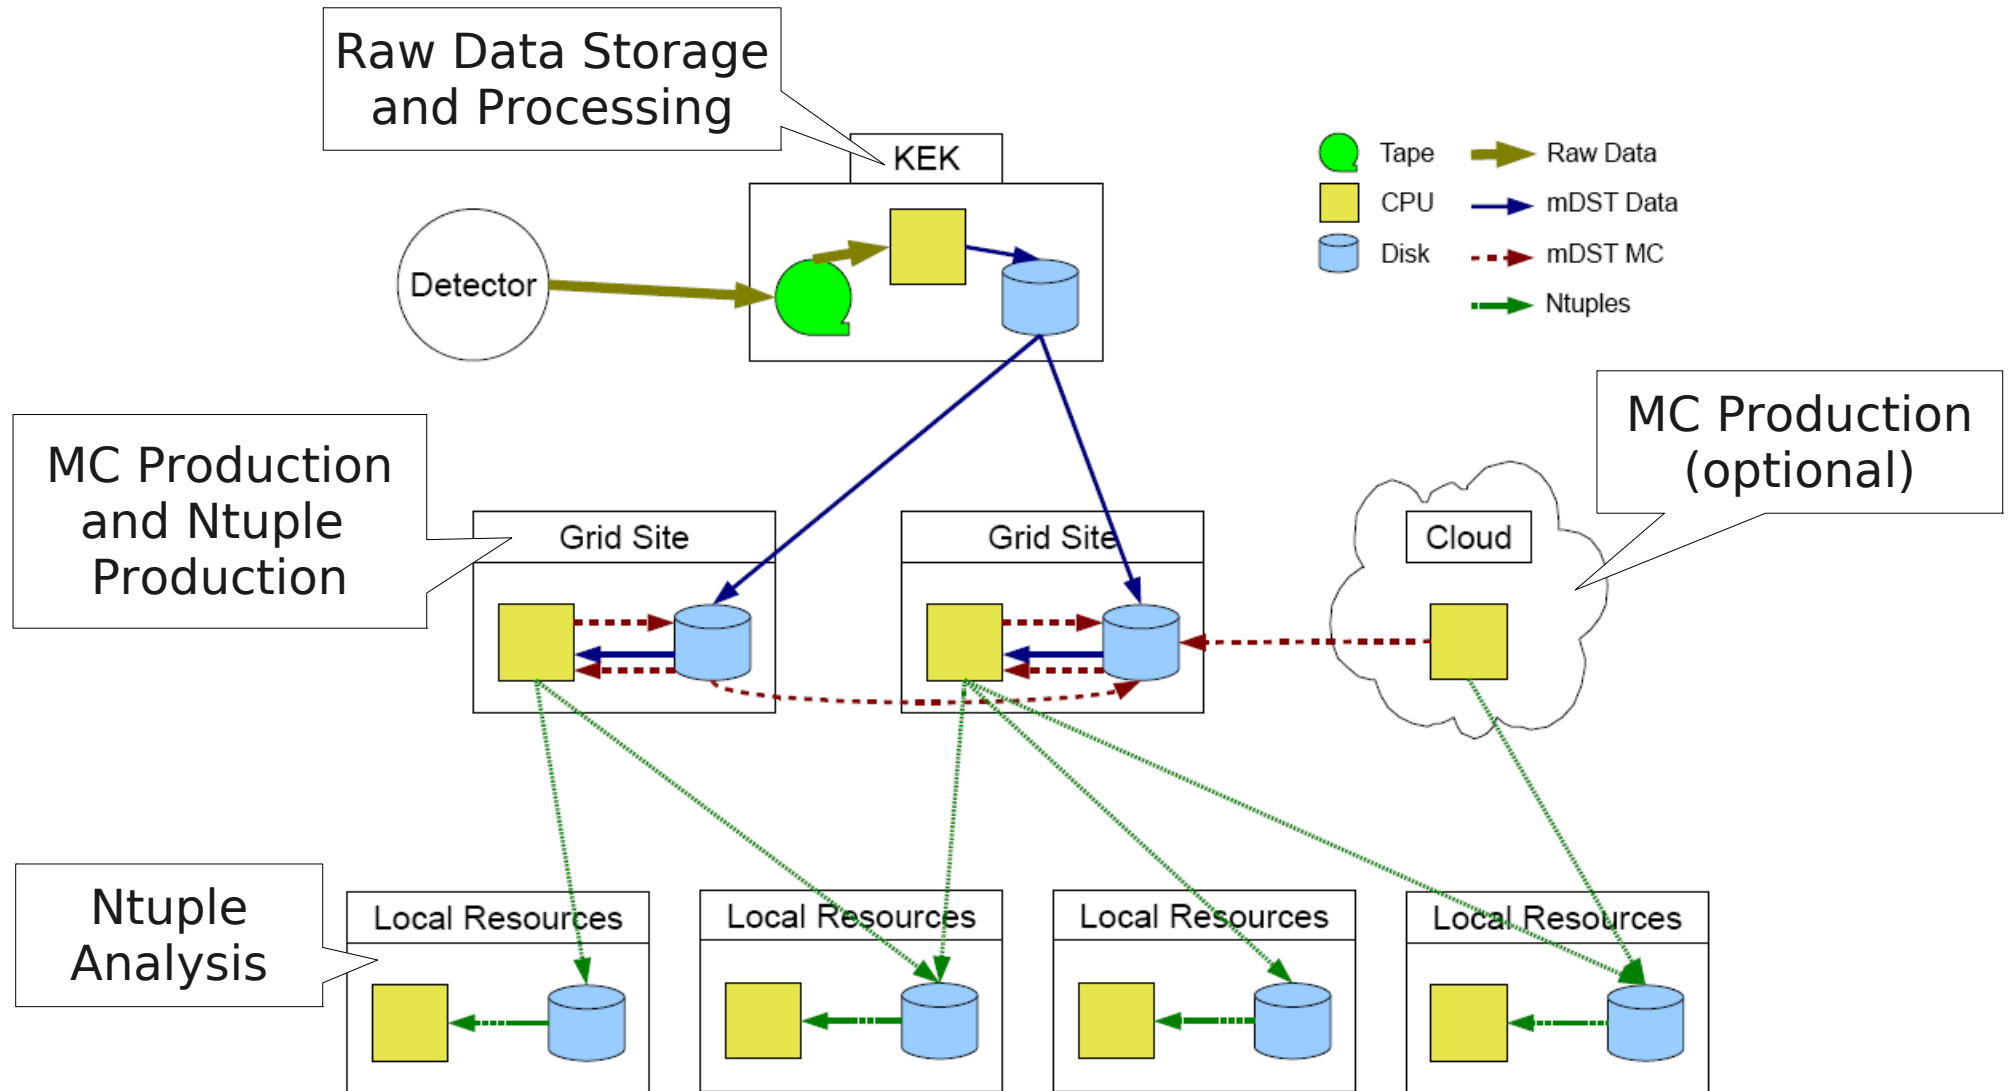 Raw Data Storage
and Processing
KEK
Tape
Raw Data
CPU
mDST Data
Disk
mDST MC
Ntuples
Detector
MC Production
(optional)
MC Production
and Ntuple
Production
Grid Site
Grid Site
Cloud
Ntuple
Analysis
Local Resources
Local Resources
Local Resources
Local Resources